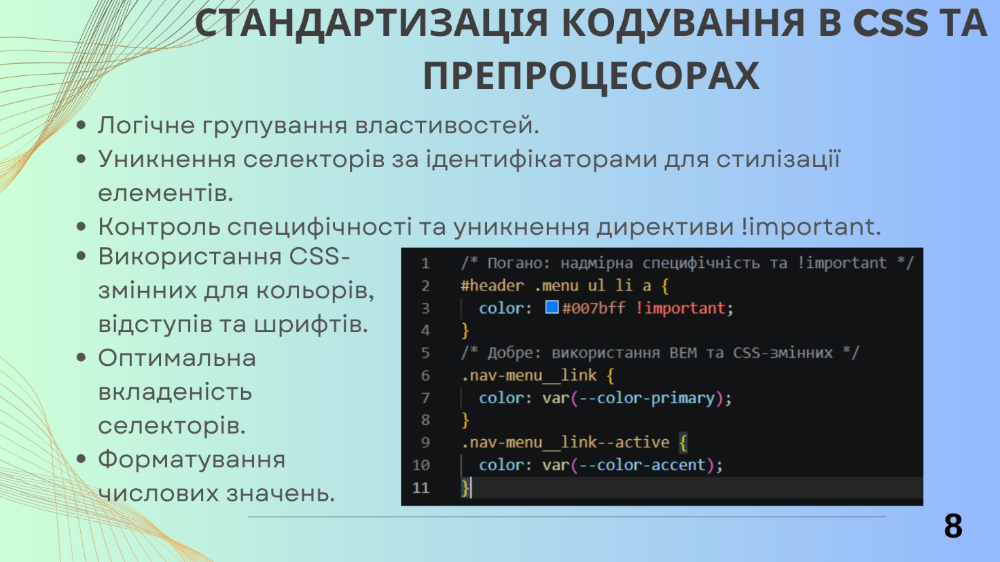 СТАНДАРТИЗАЦІЯ КОДУВАННЯ В CSS ТА
ПРЕПРОЦЕСОРАХ
• Логічне групування властивостей.
• Уникнення селекторів за ідентифікаторами для стилізації
елементів.
• Контроль специфічності та уникнення директиви !important.
• Використання CSS-
змінних для кольорів,
відступів та шрифтів.
• Оптимальна
вкладеність
селекторів.
• Форматування
числових значень.
1 /* Погано: надмірна специфічність та !important */
2 #header .menu ul li a {
3 color: #007bff !important;
4 }
5 /* Добре: використання BEM та CSS-змінних */
6 .nav-menu__link {
7 color: var(--color-primary);
8 }
9 .nav-menu__link--active {
10 color: var(--color-accent);
11 }
8